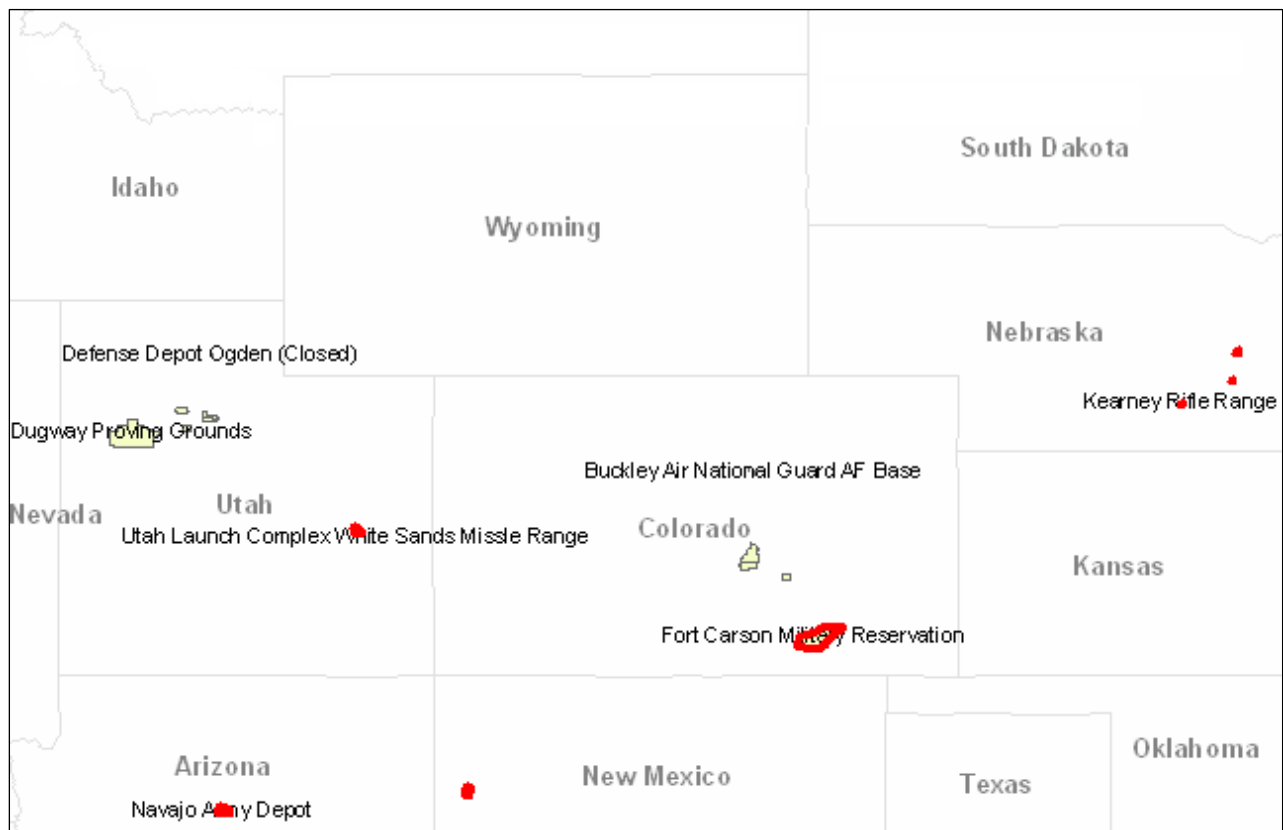 South Dakota
Idaho
Wyoming
Nebraska
Defense Depot Ogden (Closed)
Kearney Rifle Range
Dugway Proving Grounds
Buckley Air National Guard AF Base
Utah
Nevada
Colorado
Utah Launch Complex White Sands Missle Range
Kansas
Fort Carson Military Reservation
Oklahoma
Arizona
New Mexico
Texas
Navajo Army Depot